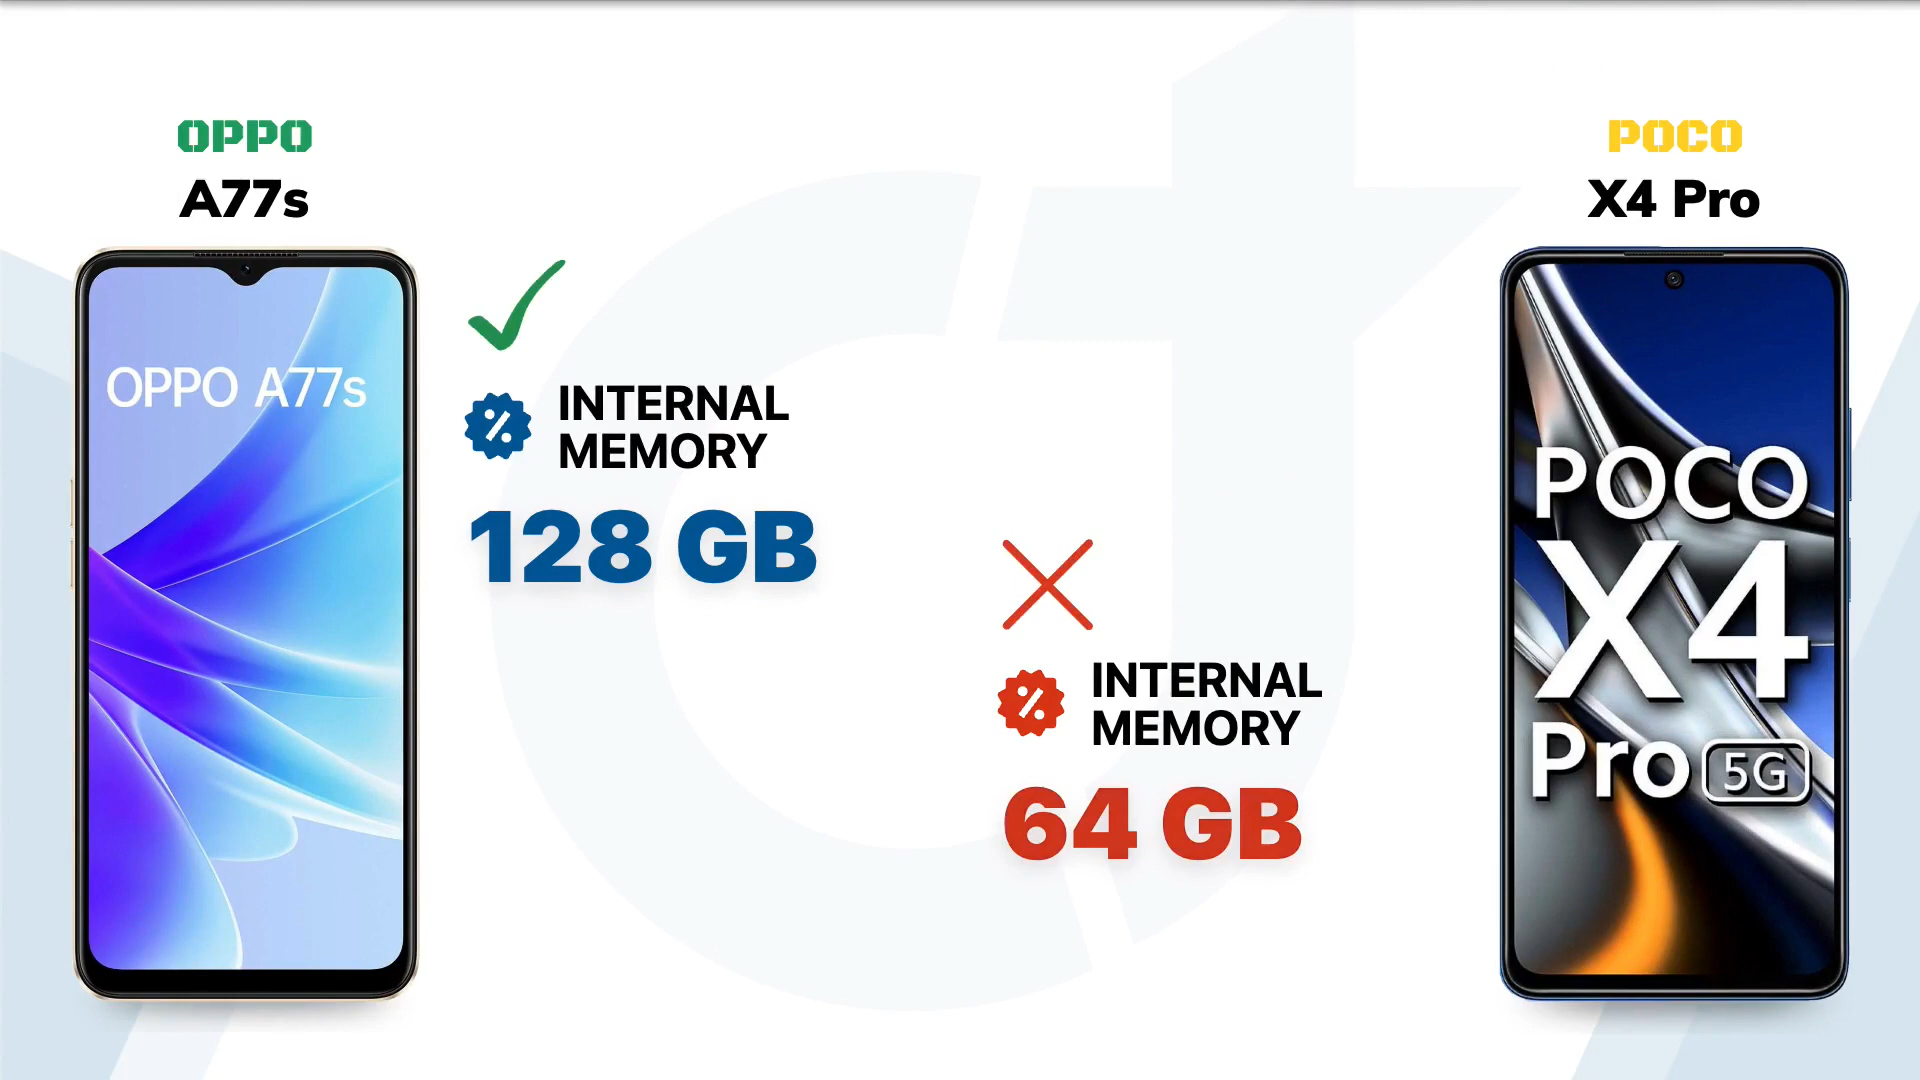 OPPO
A77s
OPPO A77s
INTERNAL
MEMORY
128 GB
INTERNAL
MEMORY
64 GB
POCO
X4 Pro
POCO
X4
Pro 5G